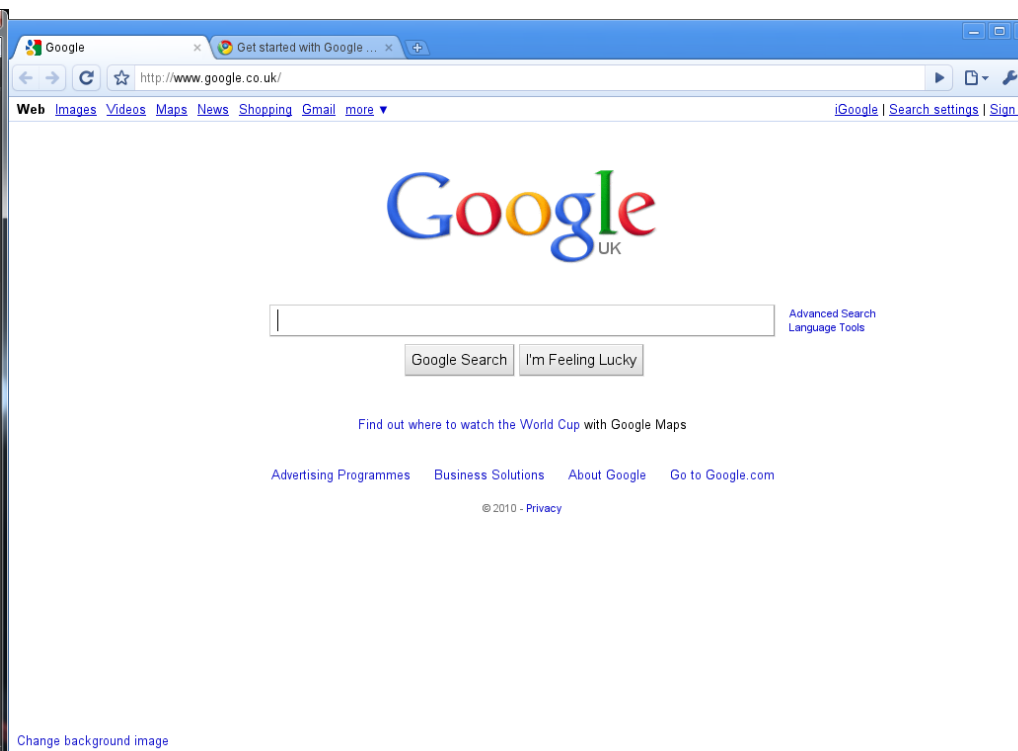 Google Get started with Google ...
http://www.google.co.uk/
Web Images Videos Maps News Shopping Gmail more ▼ iGoogle | Search settings | Sign
Google
UK
Advanced Search
Language Tools
Google Search I'm Feeling Lucky
Find out where to watch the World Cup with Google Maps
Advertising Programmes Business Solutions About Google Go to Google.com
© 2010 - Privacy
Change background image